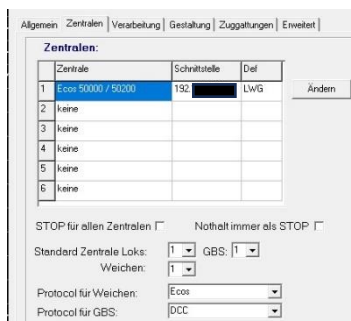 Allgemein Zentralen Verarbeitung Gestaltung Zuggattungen Erweitert
Zentralen:
Zentrale Schnittstelle Def
1 Ecos 50000 / 50200 192. LWG Ändern
2 keine
3 keine
4 keine
5 keine
6 keine
STOP für allen Zentralen Nothalt immer als STOP
Standard Zentrale Loks: 1 GBS: 1
Weichen: 1
Protocol für Weichen: Ecos
Protocol für GBS: DCC